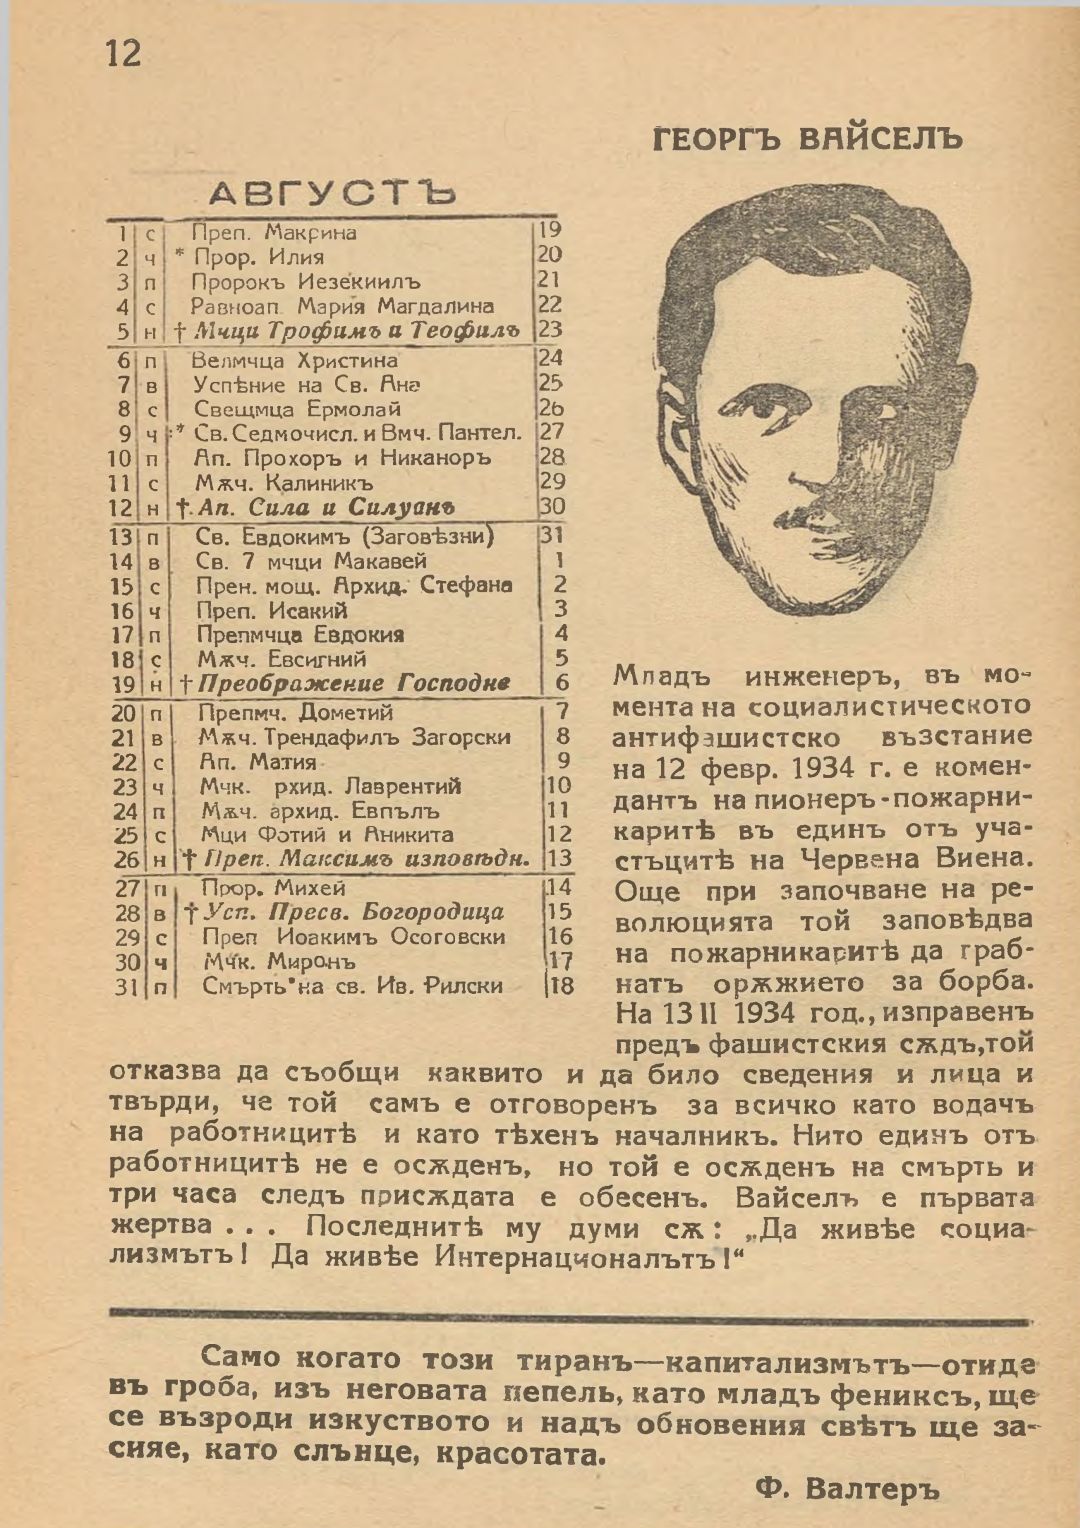 12
ГЕОРГЪ ВАЙСЕЛЪ
АВГУСТЪ
1 с Преп. Макрина 19
2 ч * Прор. Илия 20
3 п Пророкъ Иезекиилъ 21
4 с Равноап. Мария Магдалина 22
5 н † Мчци Трофимъ и Теофилъ 23
6 п Велмчца Христина 24
7 в Успѣние на Св. Ана 25
8 с Свещмца Ермолай 26
9 ч * Св. Седмочисл. и Вмч. Пантел. 27
10 п Ап. Прохоръ и Никаноръ 28
11 с Мѫч. Калиникъ 29
12 н † Ап. Сила и Силуанъ 30
13 п Св. Евдокимъ (Заговѣзни) 31
14 в Св. 7 мчци Макавей 1
15 с Прен. мощ. Архид. Стефана 2
16 ч Преп. Исакий 3
17 п Препмчца Евдокия 4
18 с Мѫч. Евсигний 5
19 н † Преображение Господне 6
20 п Препмч. Дометий 7
21 в Мѫч. Трендафилъ Загорски 8
22 с Ап. Матия 9
23 ч Мчк. рхид. Лаврентий 10
24 п Мѫч. архид. Евпълъ 11
25 с Мци Фотий и Аникита 12
26 н † Преп. Максимъ изповѣдн. 13
27 п Прор. Михей 14
28 в † Усп. Пресв. Богородица 15
29 с Преп Иоакимъ Осоговски 16
30 ч Мчк. Миронъ 17
31 п Смърть на св. Ив. Рилски 18
Младъ инженеръ, въ мо-
мента на социалистическото
антифашистско възстание
на 12 февр. 1934 г. е комен-
дантъ на пионеръ-пожарни-
каритѣ въ единъ отъ уча-
стъцитѣ на Червена Виена.
Още при започване на ре-
волюцията той заповѣдва
на пожарникаритѣ да граб-
натъ орѫжието за борба.
На 13 II 1934 год., изправенъ
предъ фашистския сѫдъ, той
отказва да съобщи каквито и да било сведения и лица и
твърди, че той самъ е отговоренъ за всичко като водачъ
на работницитѣ и като тѣхенъ началникъ. Нито единъ отъ
работницитѣ не е осѫденъ, но той е осѫденъ на смърть и
три часа следъ присѫдата е обесенъ. Вайселъ е първата
жертва . . . Последнитѣ му думи сѫ: „Да живѣе социа-
лизмътъ! Да живѣе Интернационалътъ!“
Само когато този тиранъ—капитализмътъ—отиде
въ гроба, изъ неговата пепель, като младъ фениксъ, ще
се възроди изкуството и надъ обновения свѣтъ ще за-
сияе, като слънце, красотата.
Ф. Валтеръ